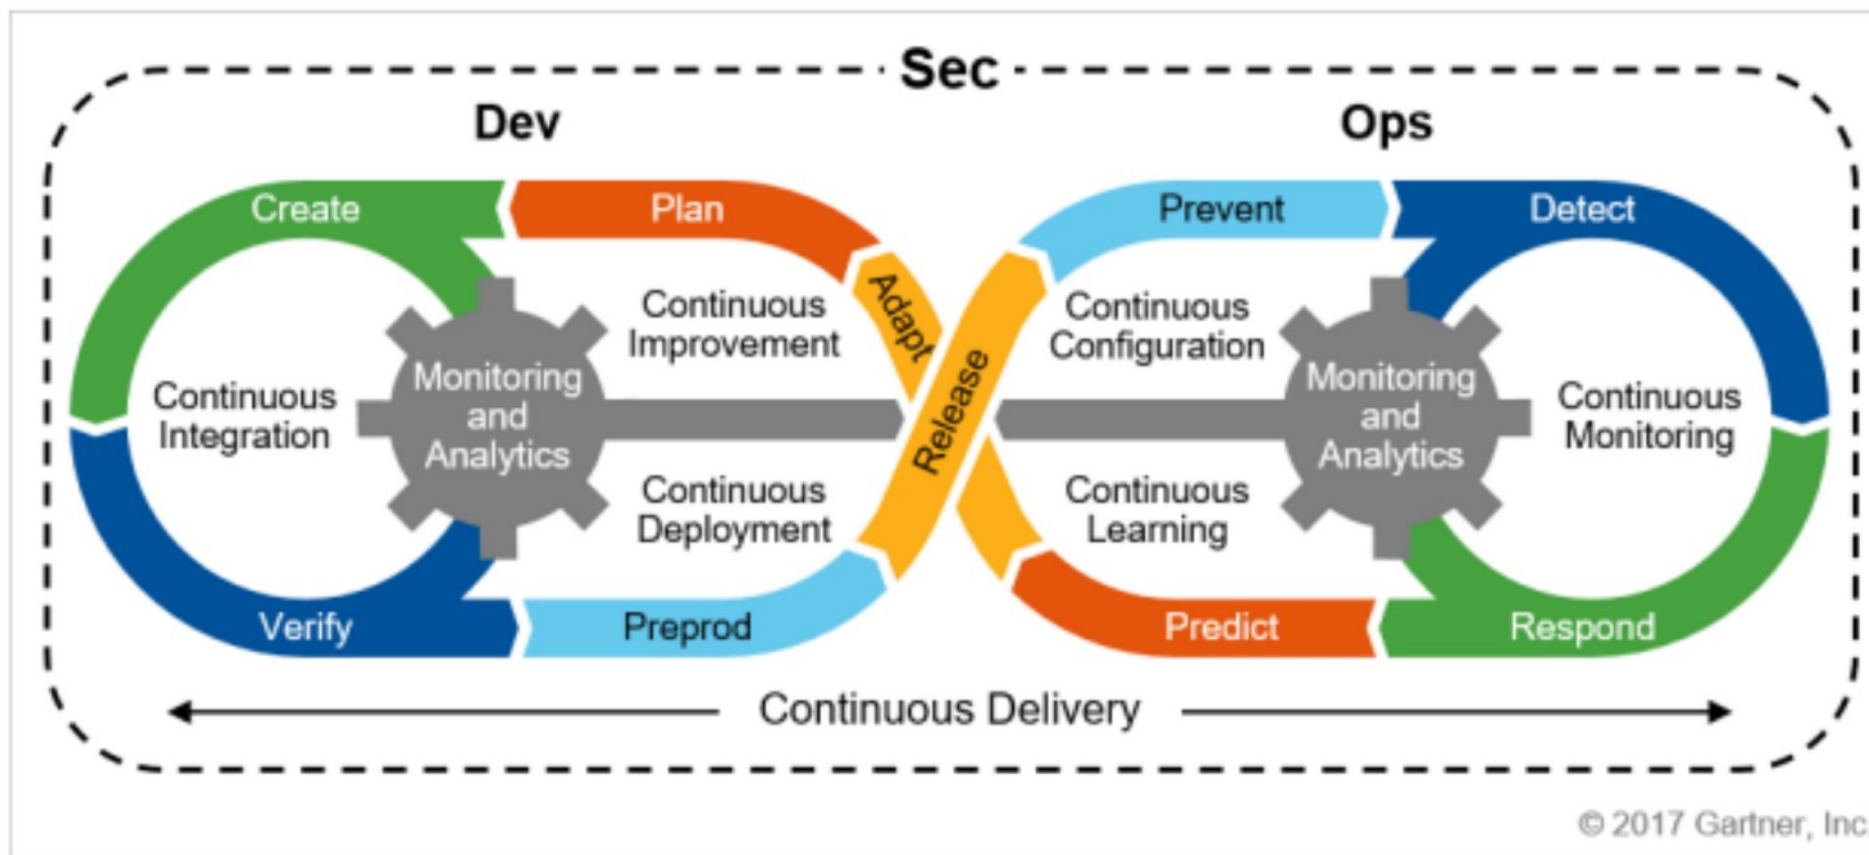 Sec
Dev
Ops
Create
Plan
Prevent
Detect
Adapt
Release
Continuous
Improvement
Continuous
Configuration
Monitoring
and
Analytics
Monitoring
and
Analytics
Continuous
Integration
Continuous
Monitoring
Continuous
Deployment
Continuous
Learning
Verify
Preprod
Predict
Respond
Continuous Delivery
© 2017 Gartner, Inc.